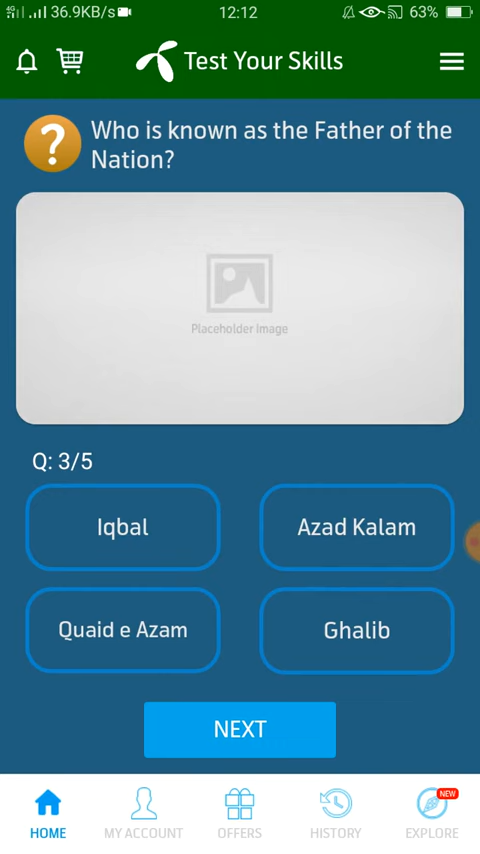 4G 36.9KB/s 12:12 63%
Test Your Skills
? Who is known as the Father of the
Nation?
Placeholder Image
Q: 3/5
Iqbal Azad Kalam
Quaid e Azam Ghalib
NEXT
NEW
HOME MY ACCOUNT OFFERS HISTORY EXPLORE